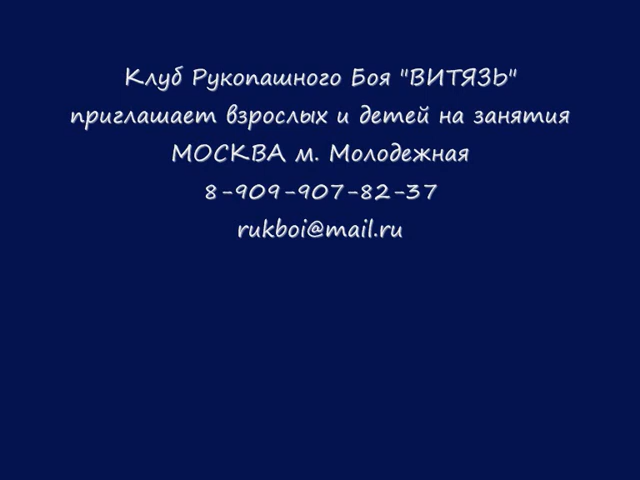 Клуб Рукопашного Боя "ВИТЯЗЬ"
приглашает взрослых и детей на занятия
МОСКВА м. Молодежная
8-909-907-82-37
rukboi@mail.ru